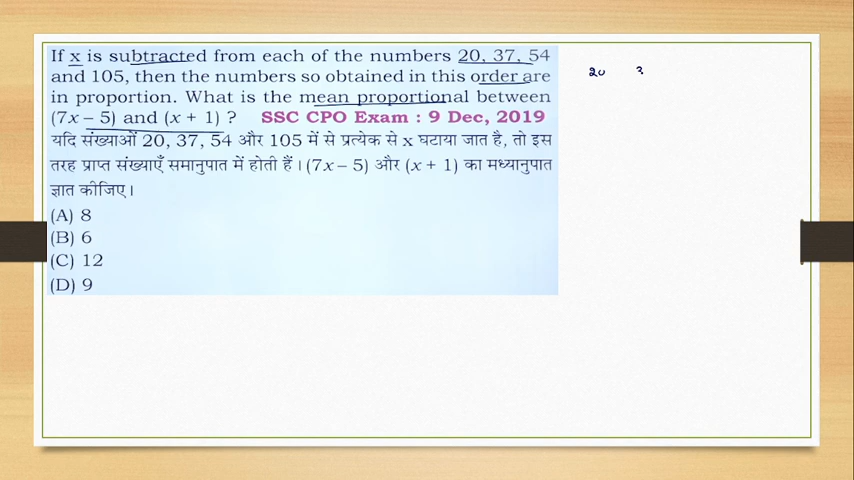 If x is subtracted from each of the numbers 20, 37, 54
and 105, then the numbers so obtained in this order are
in proportion. What is the mean proportional between
(7x – 5) and (x + 1) ? SSC CPO Exam : 9 Dec, 2019
यदि संख्याओं 20, 37, 54 और 105 में से प्रत्येक से x घटाया जात है, तो इस
तरह प्राप्त संख्याएँ समानुपात में होती हैं। (7x – 5) और (x + 1) का मध्यानुपात
ज्ञात कीजिए।
(A) 8
(B) 6
(C) 12
(D) 9
20 3